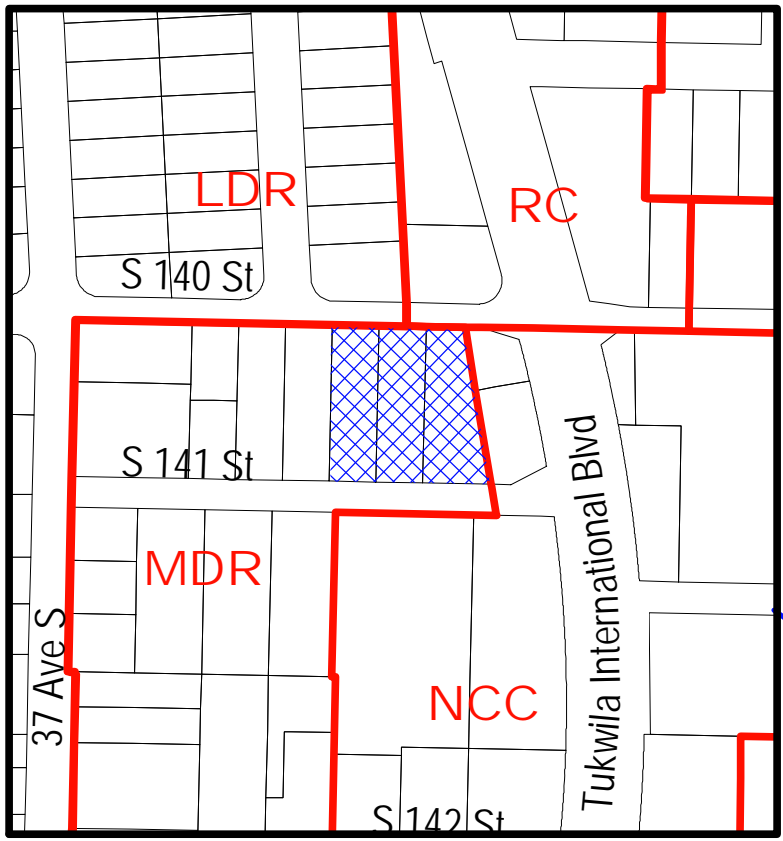 LDR
RC
S 140 St
S 141 St
MDR
37 Ave S
NCC
Tukwila International Blvd
S 142 St